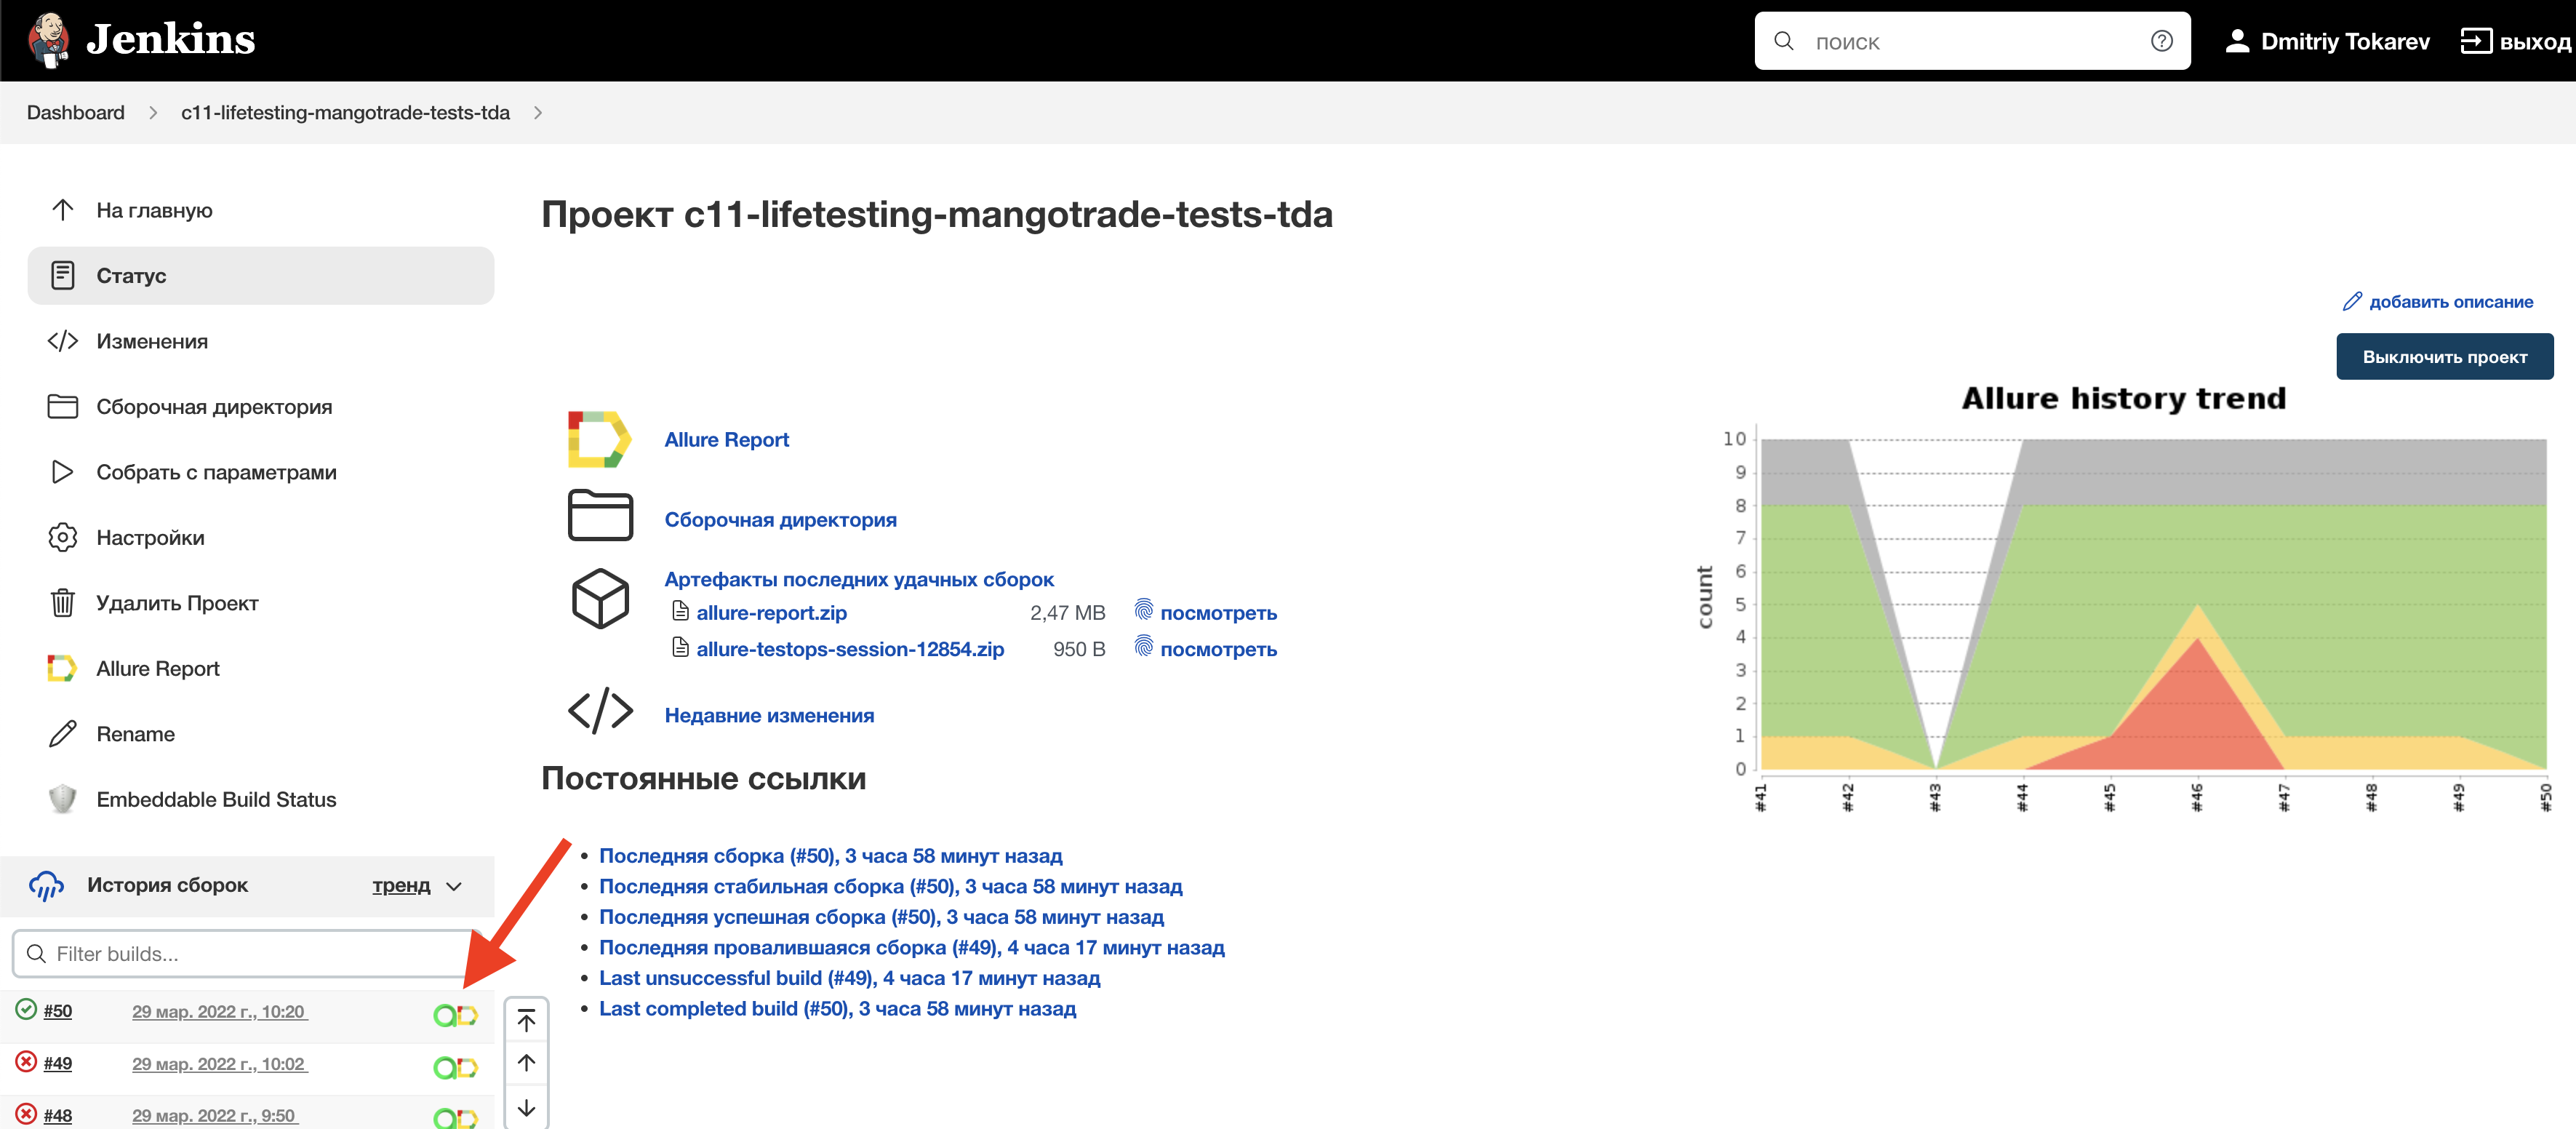 Jenkins
поиск
Dmitriy Tokarev
выход
Dashboard
c11-lifetesting-mangotrade-tests-tda
На главную
Статус
Изменения
Сборочная директория
Собрать с параметрами
Настройки
Удалить Проект
Allure Report
Rename
Embeddable Build Status
История сборок
тренд
Filter builds...
#50 29 мар. 2022 г., 10:20
#49 29 мар. 2022 г., 10:02
#48 29 мар. 2022 г., 9:50
Проект c11-lifetesting-mangotrade-tests-tda
добавить описание
Выключить проект
Allure Report
Сборочная директория
Артефакты последних удачных сборок
allure-report.zip 2,47 MB посмотреть
allure-testops-session-12854.zip 950 B посмотреть
Недавние изменения
Постоянные ссылки
Последняя сборка (#50), 3 часа 58 минут назад
Последняя стабильная сборка (#50), 3 часа 58 минут назад
Последняя успешная сборка (#50), 3 часа 58 минут назад
Последняя провалившаяся сборка (#49), 4 часа 17 минут назад
Last unsuccessful build (#49), 4 часа 17 минут назад
Last completed build (#50), 3 часа 58 минут назад
Allure history trend
count
10
9
8
7
6
5
4
3
2
1
0
#41 #42 #43 #44 #45 #46 #47 #48 #49 #50